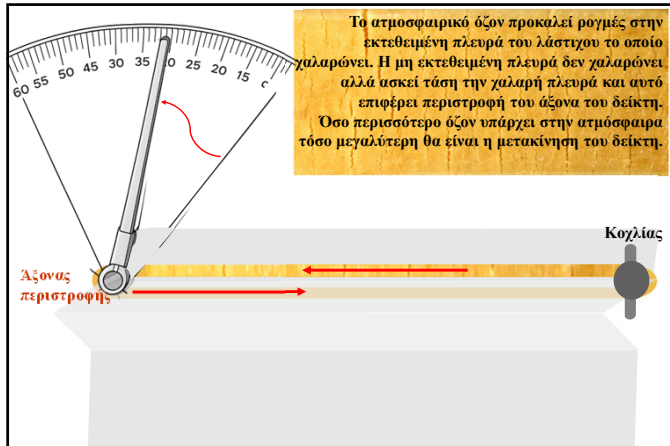 Το ατμοσφαιρικό όζον προκαλεί ρογμές στην
εκτεθειμένη πλευρά του λάστιχου το οποίο
χαλαρώνει. Η μη εκτεθειμένη πλευρά δεν χαλαρώνει
αλλά ασκεί τάση την χαλαρή πλευρά και αυτό
επιφέρει περιστροφή του άξονα του δείκτη.
Όσο περισσότερο όζον υπάρχει στην ατμόσφαιρα
τόσο μεγαλύτερη θα είναι η μετακίνηση του δείκτη.
60 55 50 45 40 35 30 20 15
Κοχλίας
Άξονας
περιστροφής